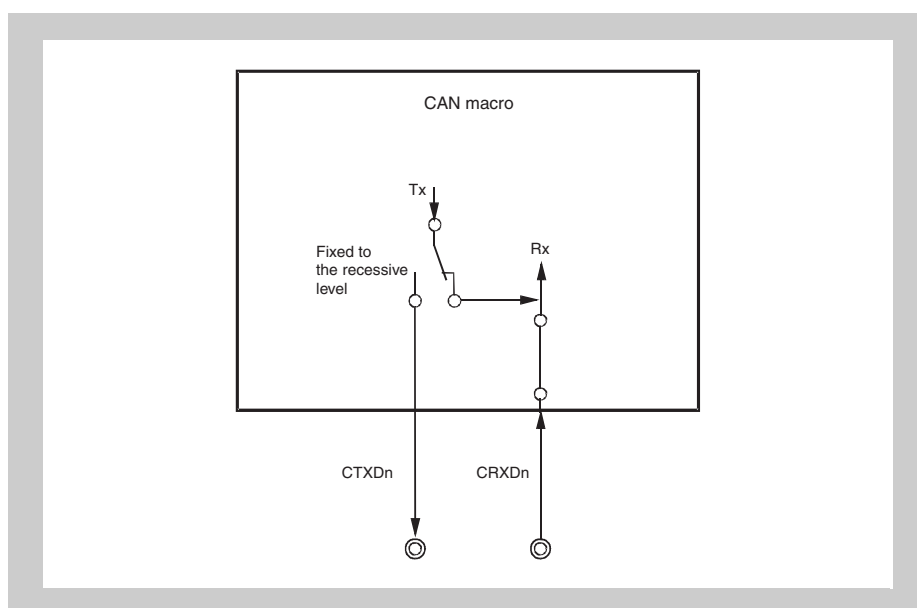 CAN macro
Tx
Fixed to
the recessive
level
Rx
CTXDn
CRXDn